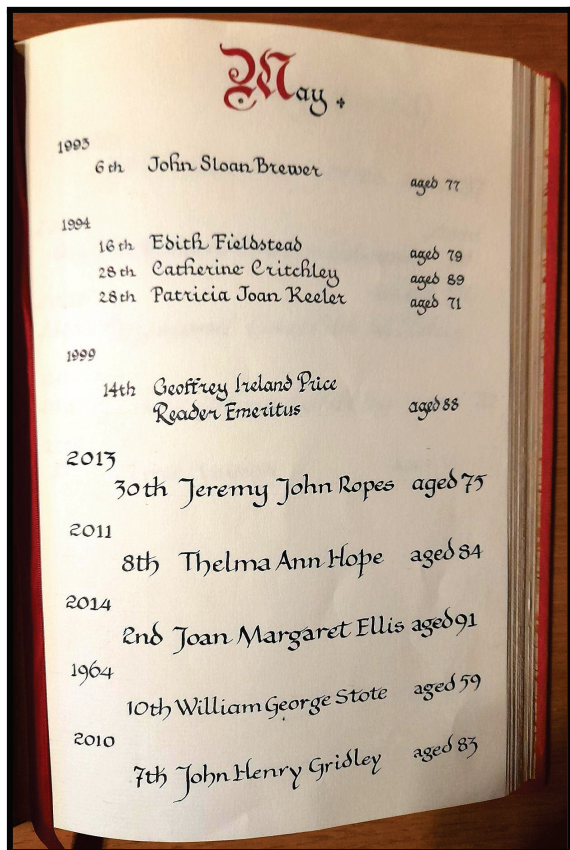 May.
1993
6th John Sloan Brewer aged 77
1994
16th Edith Fieldstead aged 79
28th Catherine Critchley aged 89
28th Patricia Joan Keeler aged 71
1999
14th Geoffrey Ireland Price
Reader Emeritus aged 88
2013
30th Jeremy John Ropes aged 75
2011
8th Thelma Ann Hope aged 84
2014
2nd Joan Margaret Ellis aged 91
1964
10th William George Stote aged 59
2010
7th John Henry Gridley aged 83